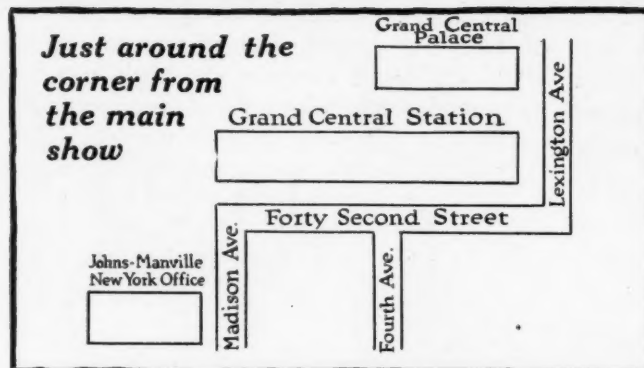 Just around the
corner from
the main
show
Grand Central
Palace
Grand Central Station
Lexington Ave
Forty Second Street
Johns-Manville
New York Office
Madison Ave.
Fourth Ave.